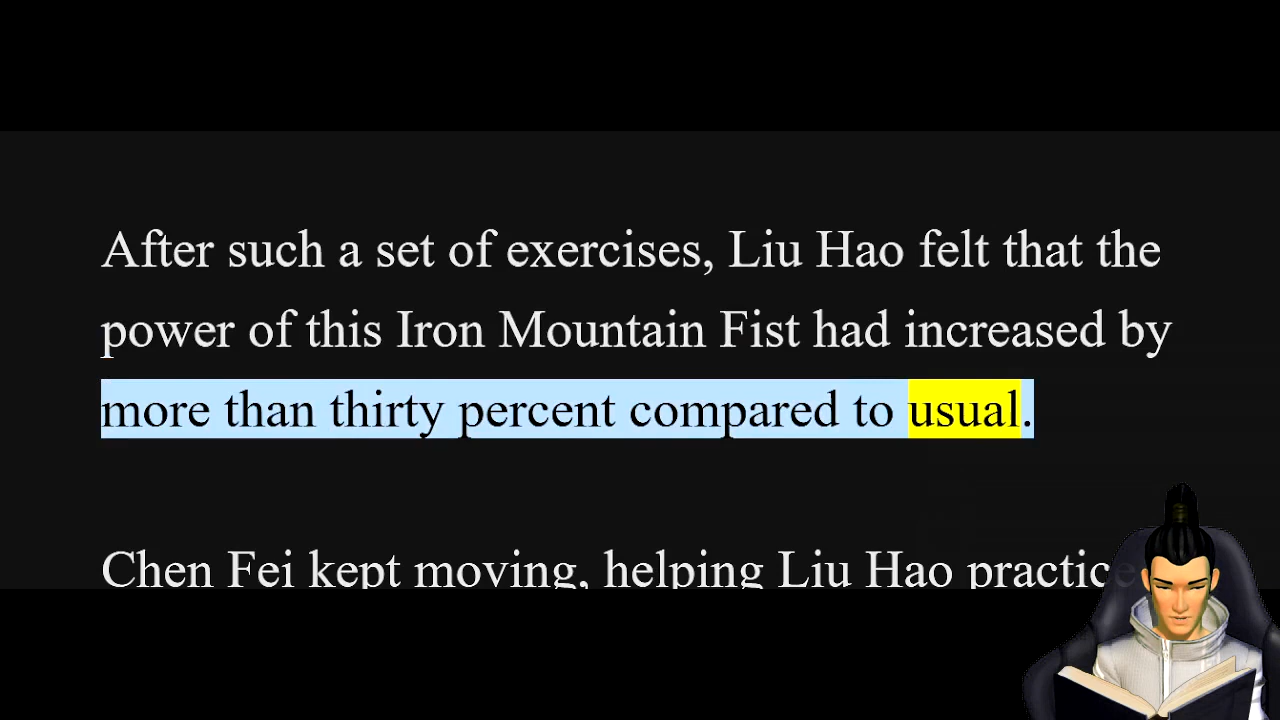 After such a set of exercises, Liu Hao felt that the
power of this Iron Mountain Fist had increased by
more than thirty percent compared to usual.
Chen Fei kept moving, helping Liu Hao practice